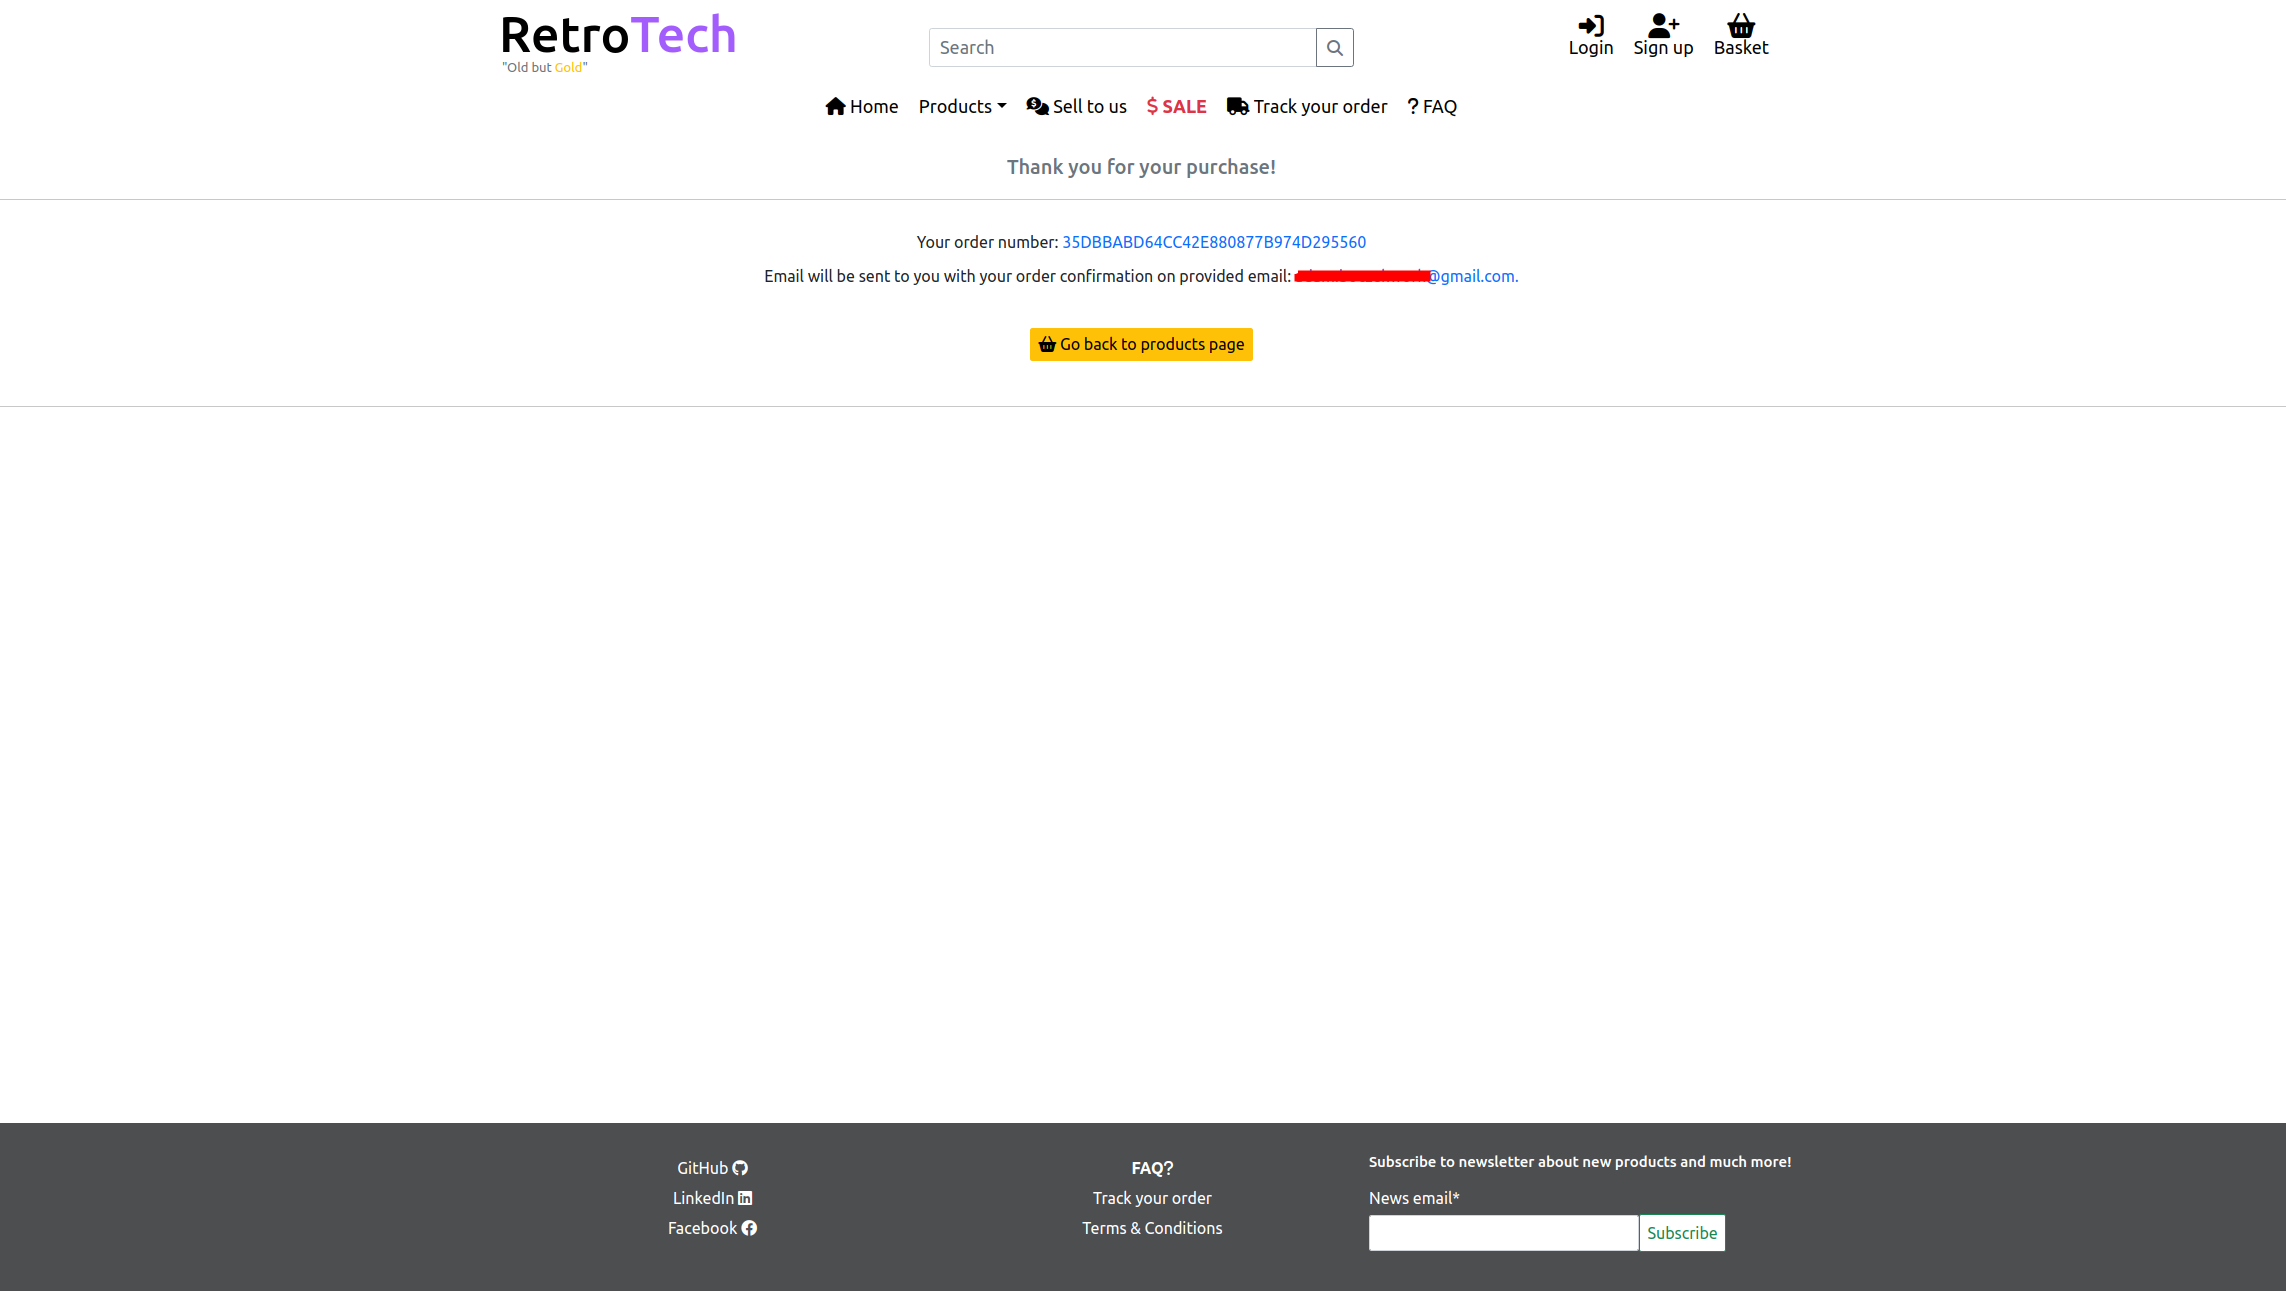 RetroTech
"Old but Gold"
Search
Login
Sign up
Basket
Home
Products
Sell to us
$ SALE
Track your order
? FAQ
Thank you for your purchase!
Your order number: 35DBBABD64CC42E880877B974D295560
Email will be sent to you with your order confirmation on provided email: @gmail.com.
Go back to products page
GitHub
LinkedIn
Facebook
FAQ?
Track your order
Terms & Conditions
Subscribe to newsletter about new products and much more!
News email*
Subscribe